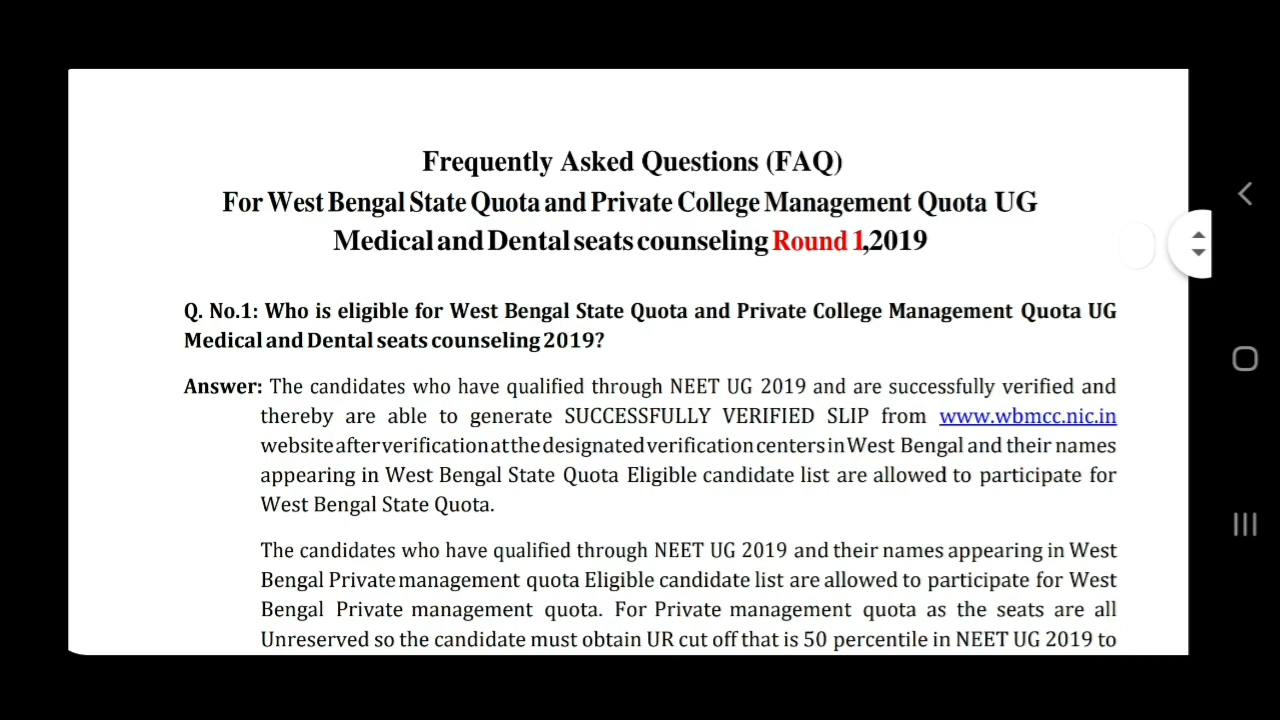 Frequently Asked Questions (FAQ)
For West Bengal State Quota and Private College Management Quota UG
Medical and Dental seats counseling Round 1,2019
Q. No.1: Who is eligible for West Bengal State Quota and Private College Management Quota UG
Medical and Dental seats counseling 2019?
Answer: The candidates who have qualified through NEET UG 2019 and are successfully verified and
thereby are able to generate SUCCESSFULLY VERIFIED SLIP from www.wbmcc.nic.in
website after verification at the designated verification centers in West Bengal and their names
appearing in West Bengal State Quota Eligible candidate list are allowed to participate for
West Bengal State Quota.
The candidates who have qualified through NEET UG 2019 and their names appearing in West
Bengal Private management quota Eligible candidate list are allowed to participate for West
Bengal Private management quota. For Private management quota as the seats are all
Unreserved so the candidate must obtain UR cut off that is 50 percentile in NEET UG 2019 to